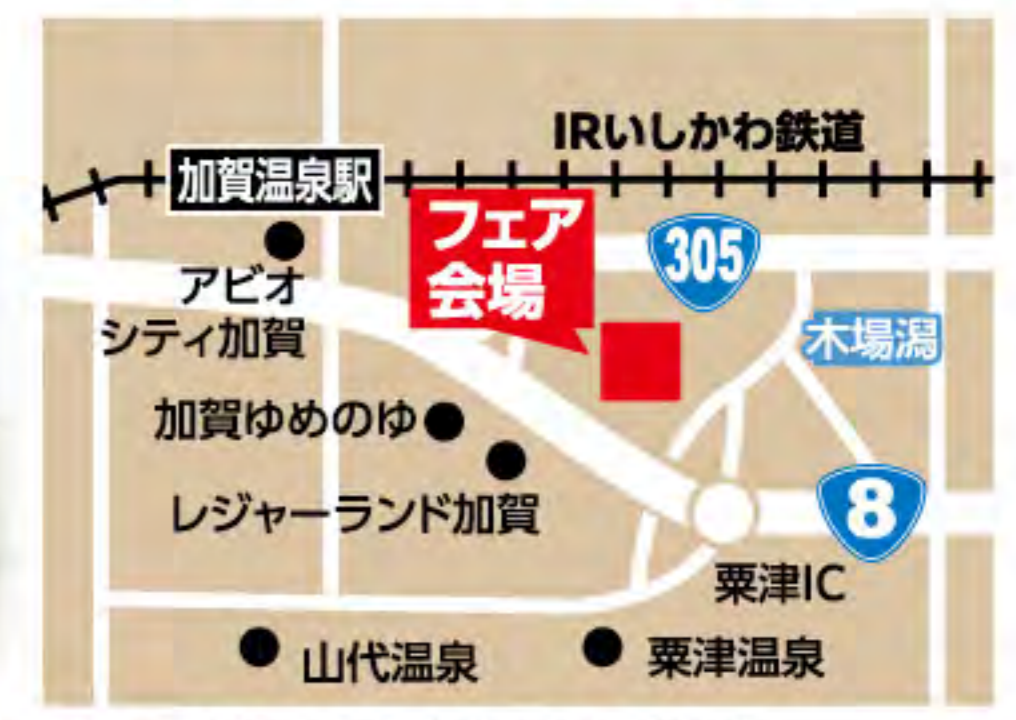 IRいしかわ鉄道
加賀温泉駅
フェア
会場
305
アビオ
シティ加賀
木場潟
加賀ゆめのゆ
レジャーランド加賀
8
粟津IC
山代温泉
粟津温泉